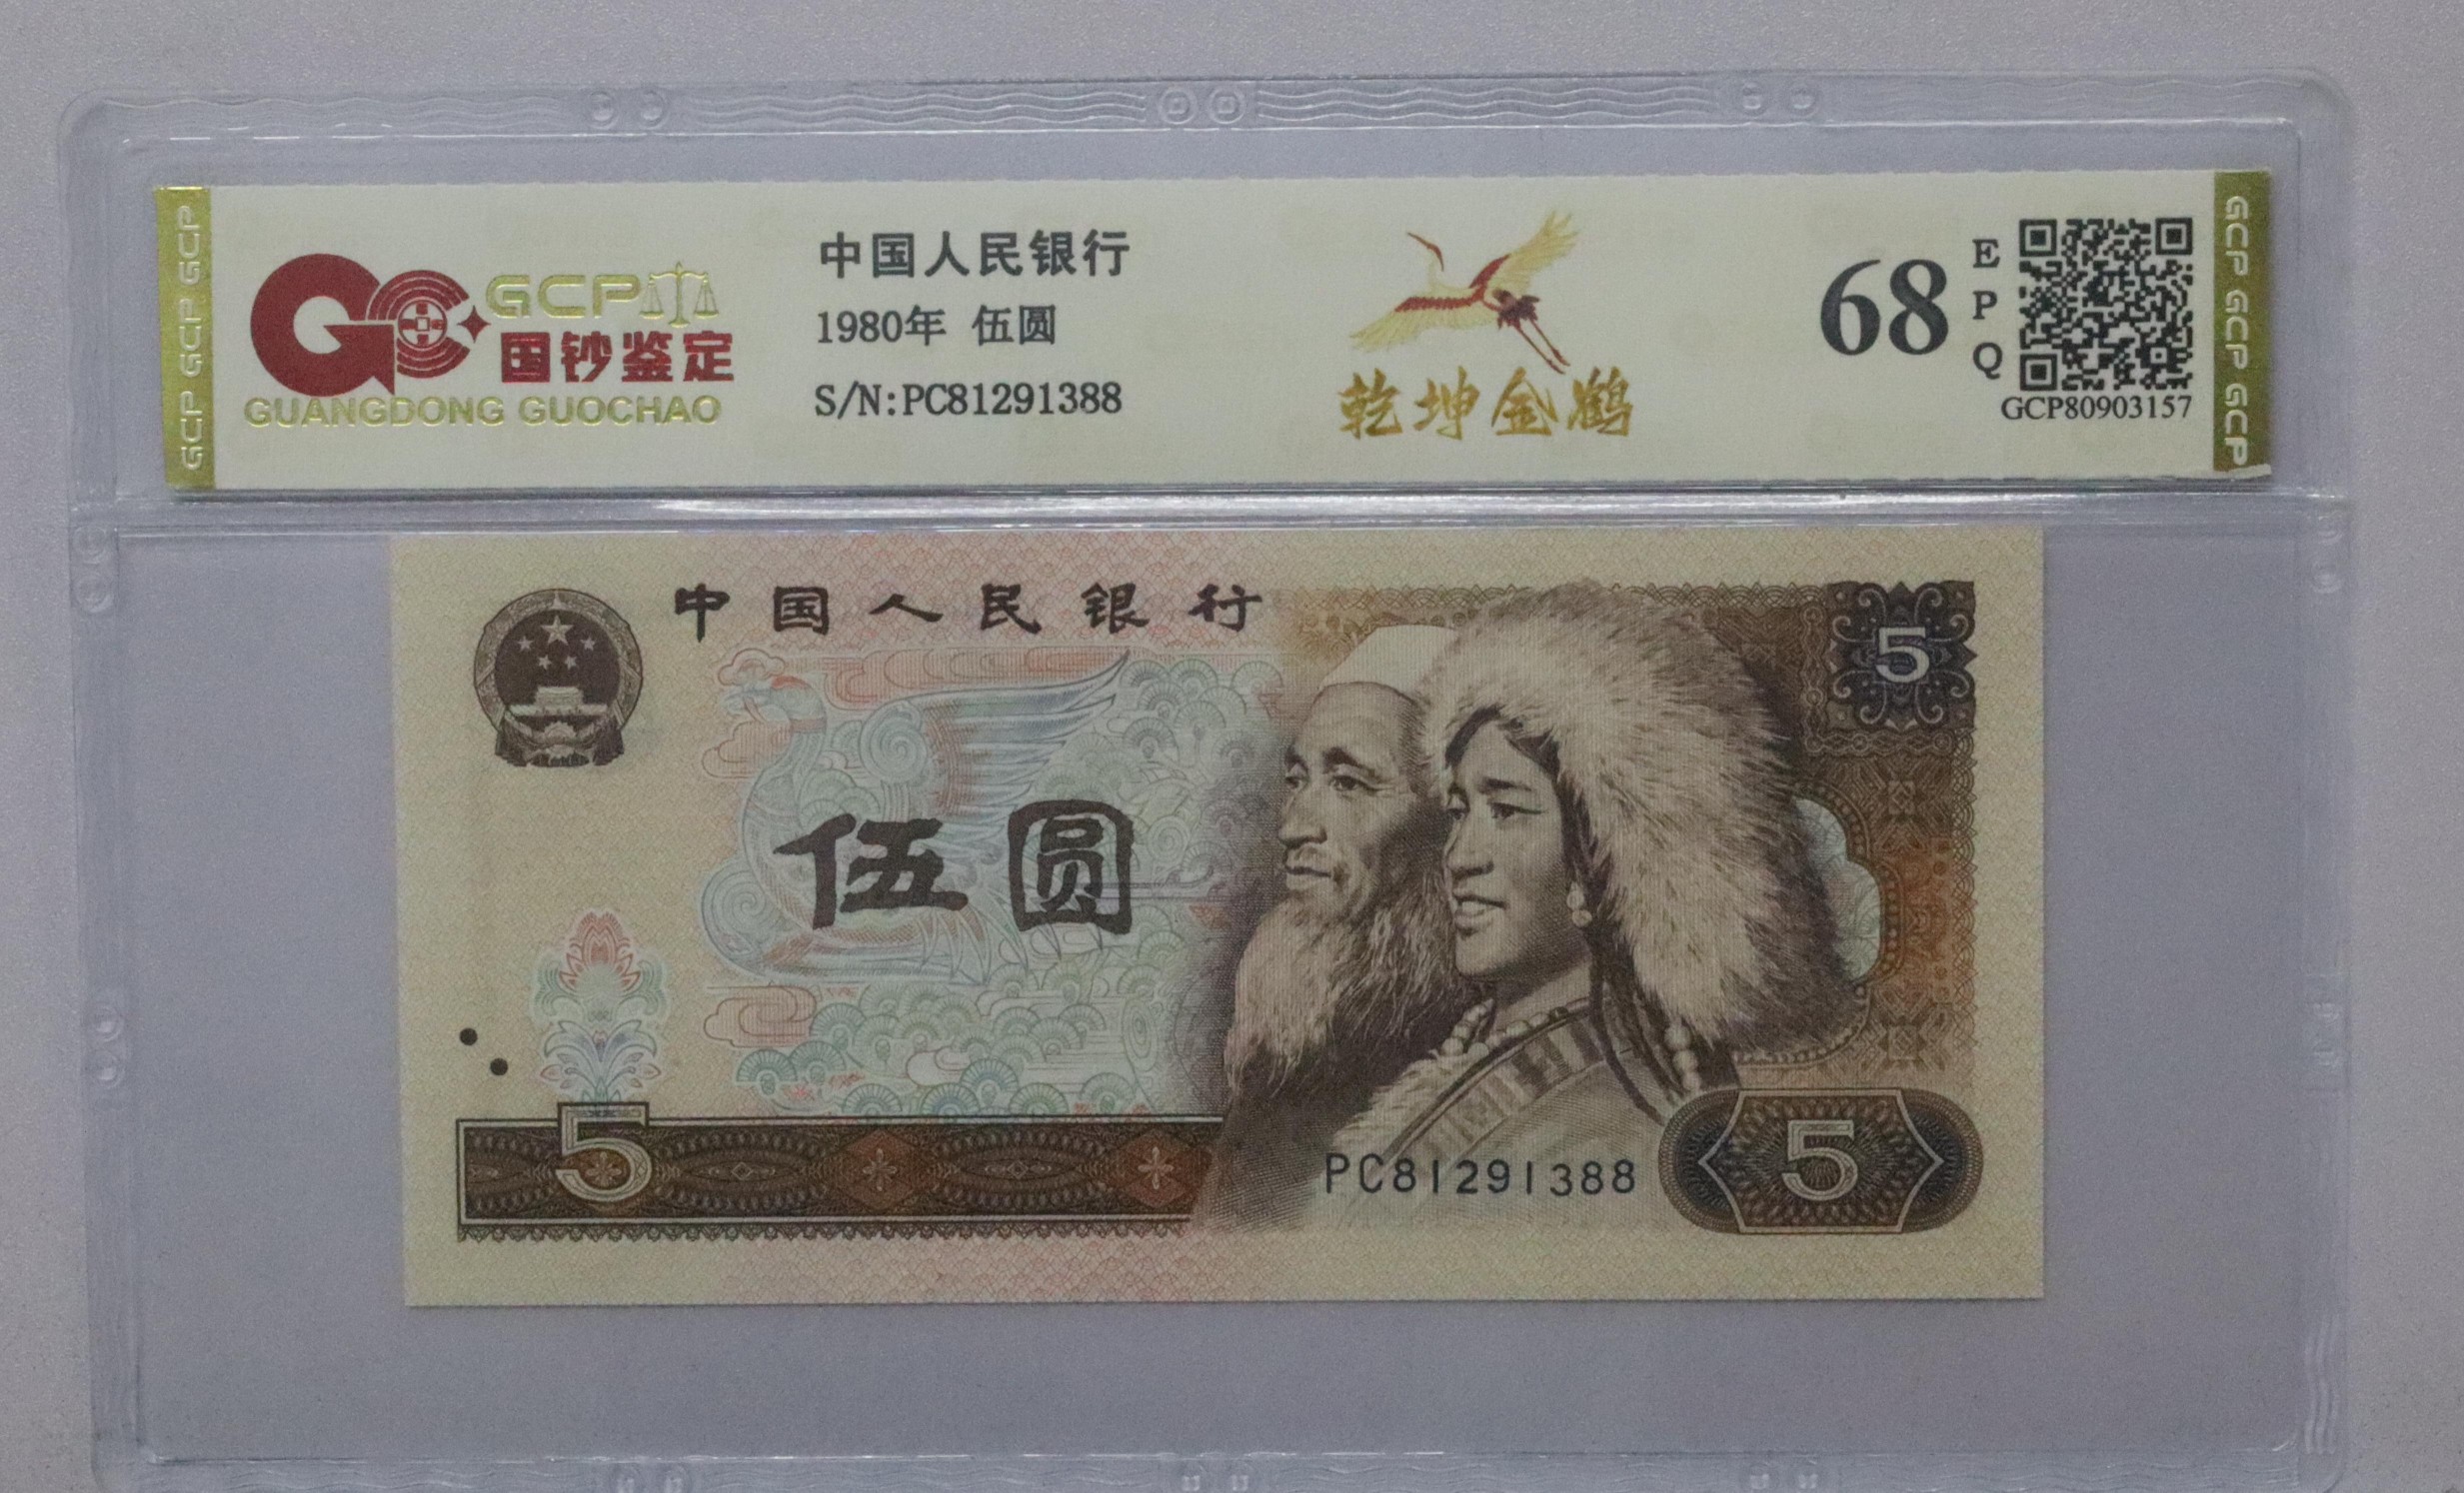 GCP
国钞鉴定
GUANGDONG GUOCHAO
中国人民银行
1980年 伍圆
S/N:PC81291388
乾坤金鹤
68
E
P
Q
GCP80903157
GCP GCP GCP
GCP GCP GCP GCP
中国人民银行
5
伍圆
5
PC81291388
5